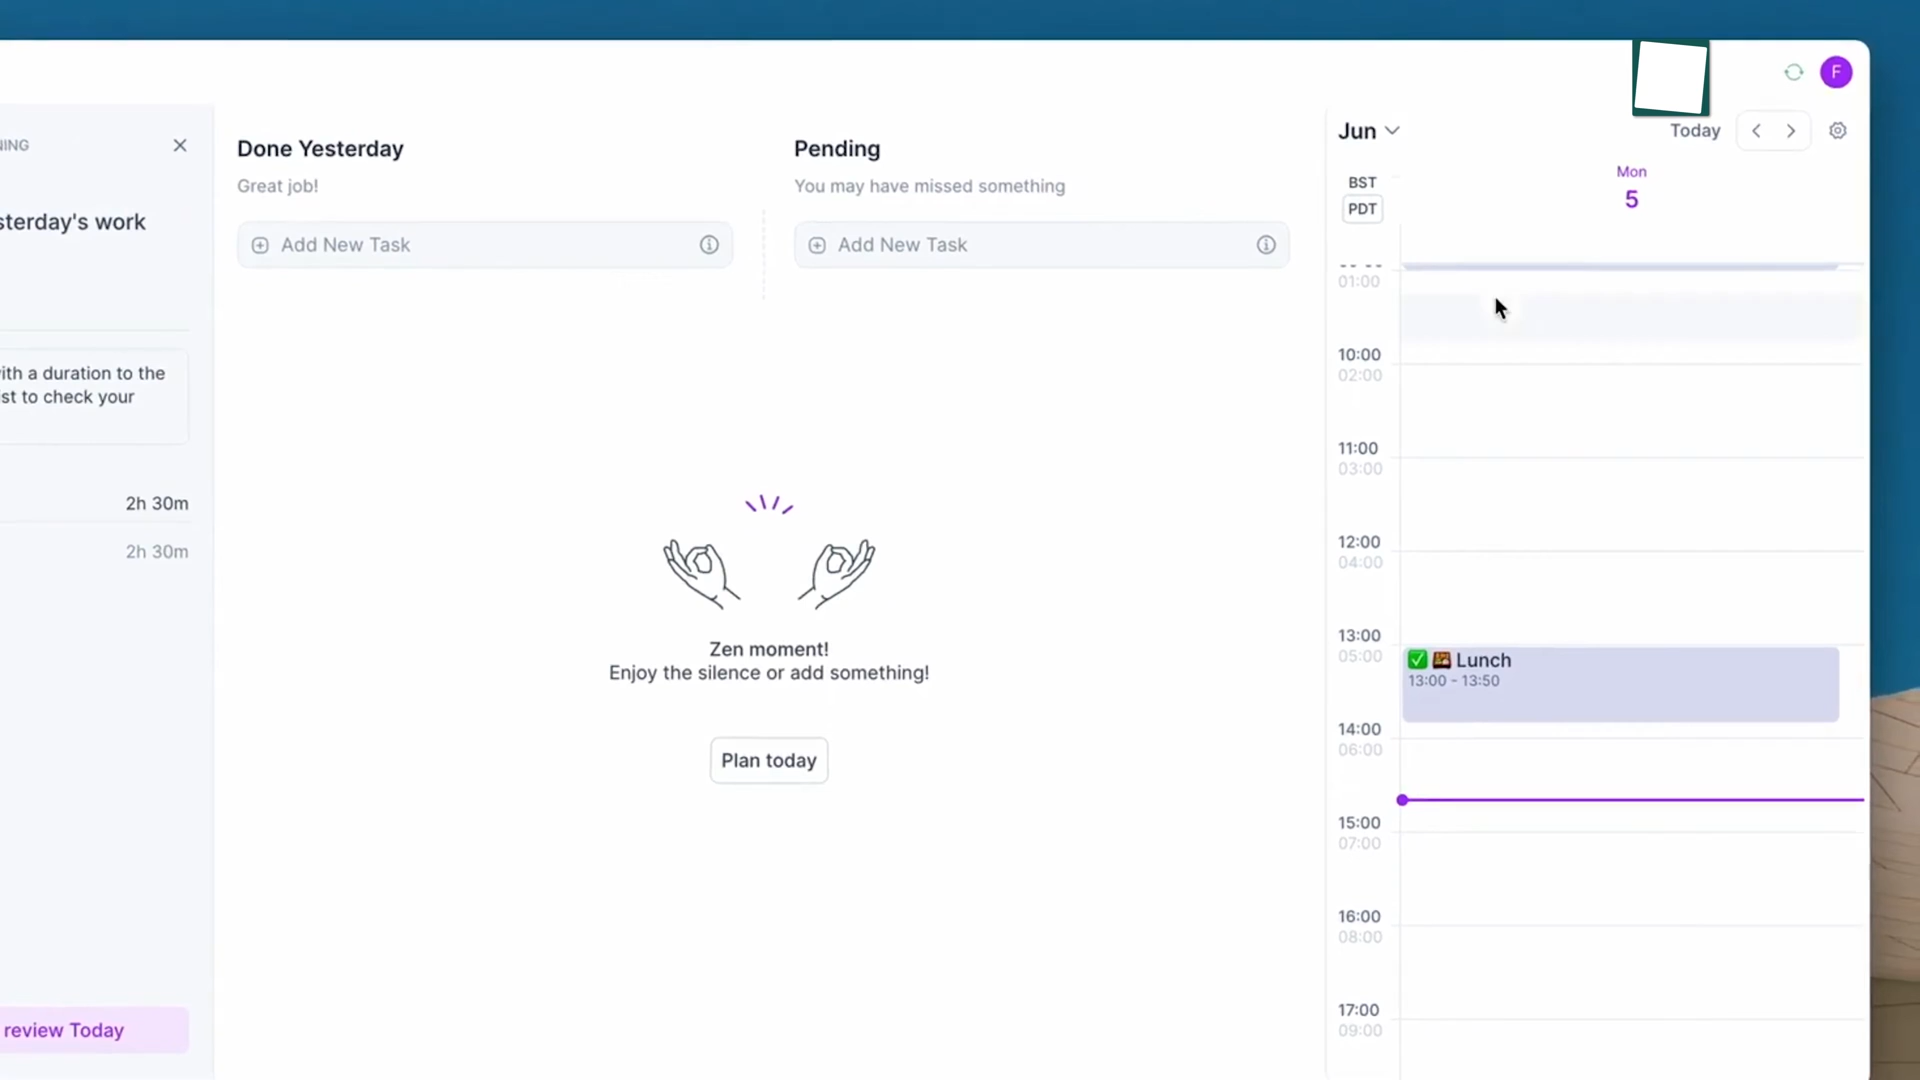 F
NING
Done Yesterday
Pending
Jun
Today
Great job!
You may have missed something
Mon
5
BST
PDT
sterday's work
Add New Task
Add New Task
01:00
10:00
02:00
ith a duration to the
st to check your
11:00
03:00
2h 30m
12:00
04:00
2h 30m
13:00
05:00
Lunch
13:00 - 13:50
Zen moment!
Enjoy the silence or add something!
14:00
06:00
Plan today
15:00
07:00
16:00
08:00
17:00
09:00
review Today